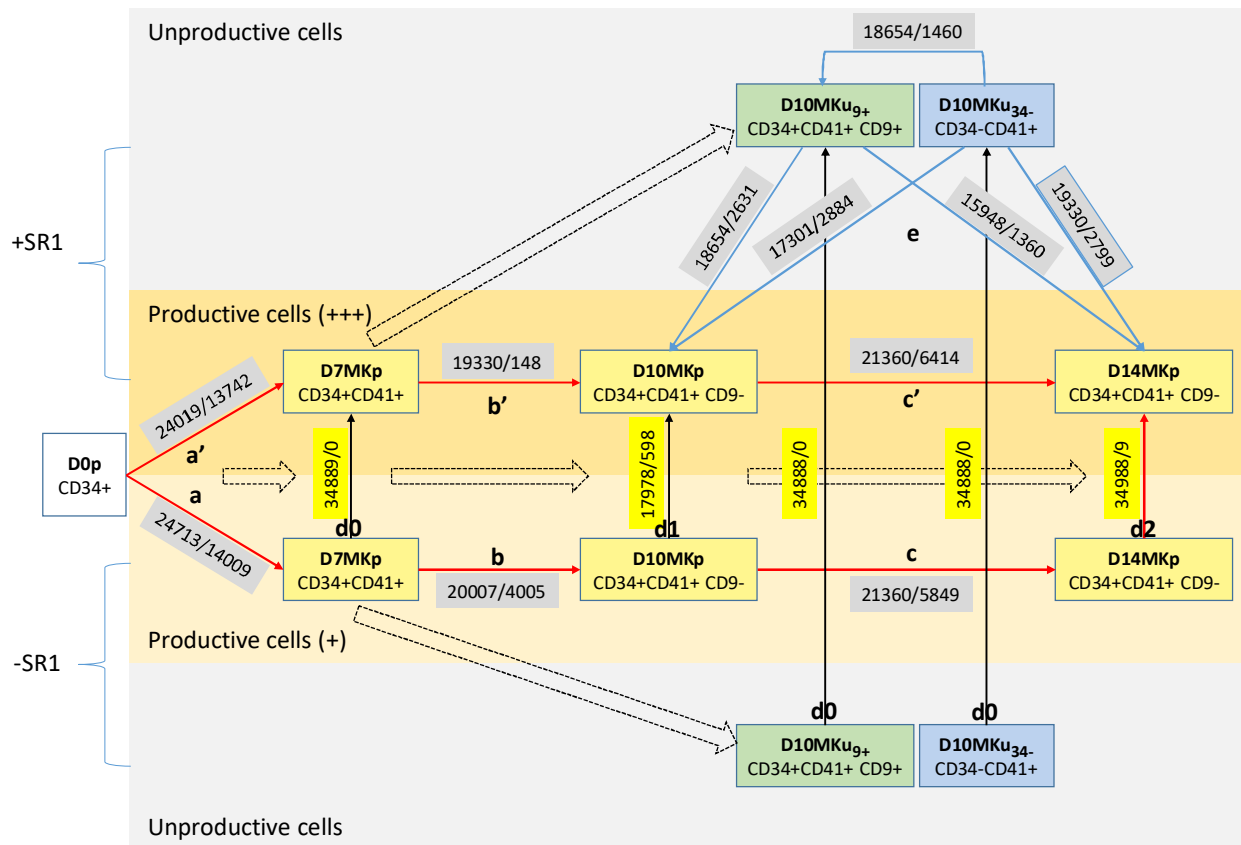 Unproductive cells
18654/1460
D10MKu9+
CD34+CD41+ CD9+
D10MKu34-
CD34-CD41+
18654/2631
17301/2884
15948/1360
19330/2799
e
+SR1
Productive cells (+++)
D7MKp
CD34+CD41+
19330/148
b’
D10MKp
CD34+CD41+ CD9-
21360/6414
c’
D14MKp
CD34+CD41+ CD9-
24019/13742
a’
D0p
CD34+
a
24713/14009
34889/0
d0
17978/598
d1
34888/0
34888/0
34988/9
d2
D7MKp
CD34+CD41+
b
20007/4005
D10MKp
CD34+CD41+ CD9-
c
21360/5849
D14MKp
CD34+CD41+ CD9-
Productive cells (+)
-SR1
d0
d0
D10MKu9+
CD34+CD41+ CD9+
D10MKu34-
CD34-CD41+
Unproductive cells